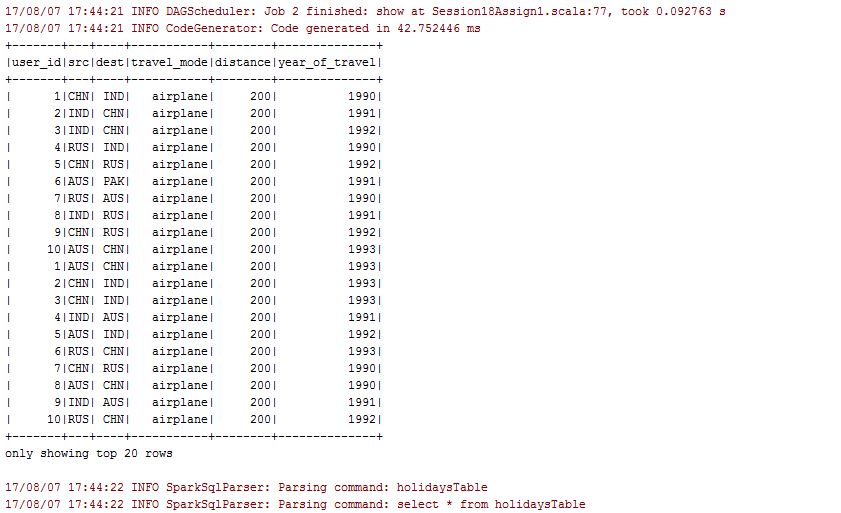 17/08/07 17:44:21 INFO DAGScheduler: Job 2 finished: show at Session18Assign1.scala:77, took 0.092763 s
17/08/07 17:44:21 INFO CodeGenerator: Code generated in 42.752446 ms
+-------+---+----+-----------+--------+--------------+
|user_id|src|dest|travel_mode|distance|year_of_travel|
+-------+---+----+-----------+--------+--------------+
|      1|CHN| IND|   airplane|     200|          1990|
|      2|IND| CHN|   airplane|     200|          1991|
|      3|IND| CHN|   airplane|     200|          1992|
|      4|RUS| IND|   airplane|     200|          1990|
|      5|CHN| RUS|   airplane|     200|          1992|
|      6|AUS| PAK|   airplane|     200|          1991|
|      7|RUS| AUS|   airplane|     200|          1990|
|      8|IND| RUS|   airplane|     200|          1991|
|      9|CHN| RUS|   airplane|     200|          1992|
|     10|AUS| CHN|   airplane|     200|          1993|
|      1|AUS| CHN|   airplane|     200|          1993|
|      2|CHN| IND|   airplane|     200|          1993|
|      3|CHN| IND|   airplane|     200|          1993|
|      4|IND| AUS|   airplane|     200|          1991|
|      5|AUS| IND|   airplane|     200|          1992|
|      6|RUS| CHN|   airplane|     200|          1993|
|      7|CHN| RUS|   airplane|     200|          1990|
|      8|AUS| CHN|   airplane|     200|          1990|
|      9|IND| AUS|   airplane|     200|          1991|
|     10|RUS| CHN|   airplane|     200|          1992|
+-------+---+----+-----------+--------+--------------+
only showing top 20 rows
17/08/07 17:44:22 INFO SparkSqlParser: Parsing command: holidaysTable
17/08/07 17:44:22 INFO SparkSqlParser: Parsing command: select * from holidaysTable